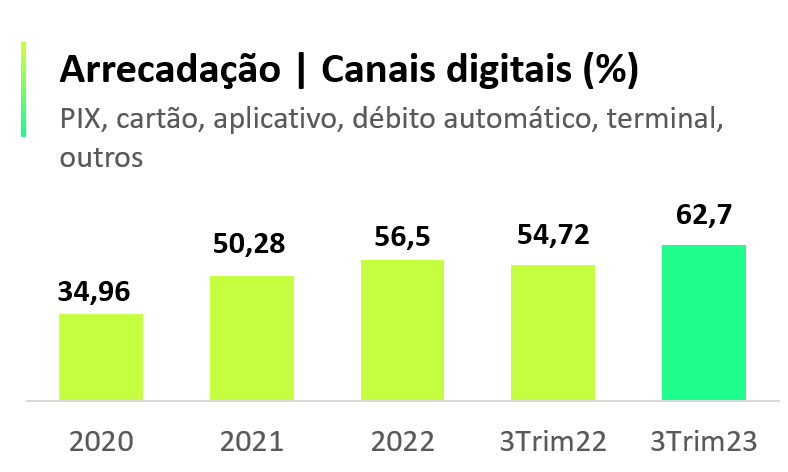 Arrecadação | Canais digitais (%)
PIX, cartão, aplicativo, débito automático, terminal,
outros
34,96
50,28
56,5
54,72
62,7
2020
2021
2022
3Trim22
3Trim23